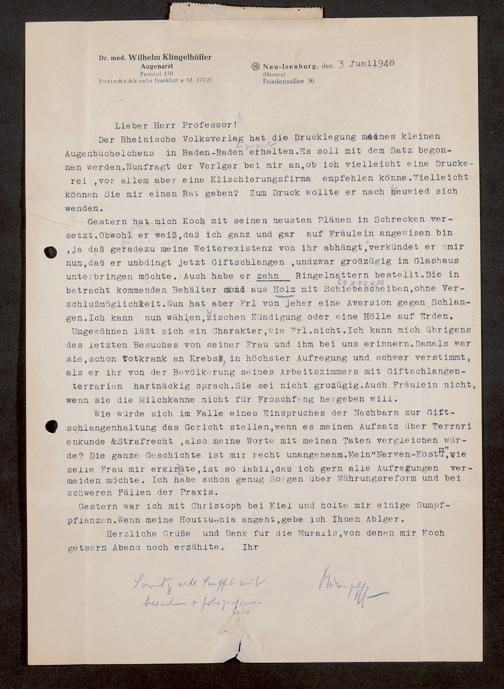 Dr. med. Wilhelm Klingelhöffer
Augenarzt
Fernruf 370
Postscheckkonto Frankfurt a. M. 37727
Neu-Isenburg, den 3 Juni1948
(Hessen)
Friedensallee 36
Lieber Herr Professor!
Der Rheinische Volksverlag hat die Drucklegung meines kleinen
Augenbüchelchens in Baden-Baden erhalten.Es soll mit dem Satz begon-
nen werden.Nunfragt der Verlger bei mir an,ob ich vielleicht eine Drucke-
rei ,vor allem aber eine Klischierungsfirma empfehlen könne.Vielleicht
können Sie mir einen Rat geben? Zum Druck wollte er nach Neuwied sich
wenden.
Gestern hat mich Koch mit seinen neusten Plänen in Schrecken ver-
setzt.Obwohl er weiß,daß ich ganz und gar auf Fräulein angewisen bin
,ja daß geradezu meine Weiterexistenz von ihr abhängt,verkündet er mir
nun,daß er unbdingt jetzt Giftschlangen ,undzwar großzügig im Glashaus
unterbringen möchte. Auch habe er zehn Ringelnattern bestellt.Die in
betracht kommenden Behälter sind aus Holz mit Schiebescheiben,ohne Ver-
schlußmöglichkeit.Nun hat aber Frl von jeher eine Aversion gegen Schlan-
gen.Ich kann nun wählen,zwischen Kündigung oder eine Hölle auf Erden.
Umgewöhnen läßt sich ein Charakter,wie Frl.nicht.Ich kann mich übrigens
des letzten Besuches von seiner Frau und ihm bei uns erinnern.Damals war
sie,schon Totkrank an Krebs, in höchster Aufregung und schwer verstimmt,
als er ihr von der Bevölkerung seines Arbeitszimmers mit Giftschlangen-
terrarien hartnäckig sprach.Sie sei nicht grozügig.Auch Fräulein nicht,
wenn sie die Milchkanne nicht für Froschfang hergeben will.
Wie würde sich im Falle eines Einspruches der Nachbarn zur Gift-
schlangenhaltung das Gericht stellen,wenn es meinen Aufsatz über Terrari
enkunde &Strafrecht ,also meine Worte mit meinen Taten vergleichen wür-
de? Die ganze Geschichte ist mir recht unangenehm.Mein"Nerven-Kostü",wie
seine Frau mir erklärte,ist so labil,das ich gern alle Aufregungen ver-
meiden möchte. Ich habe schon genug Sorgen über Währungsreform und bei
schweren Fällen der Praxis.
Gestern war ich mit Christoph bei Kiel und holte mir einige Sumpf-
pflanzen.Wenn meine Houttuynia angeht,gebe ich Ihnen Ablger.
Herzliche Grüße und Dank für die Muralis,von denen mir Koch
getsern Abend noch erzählte. Ihr